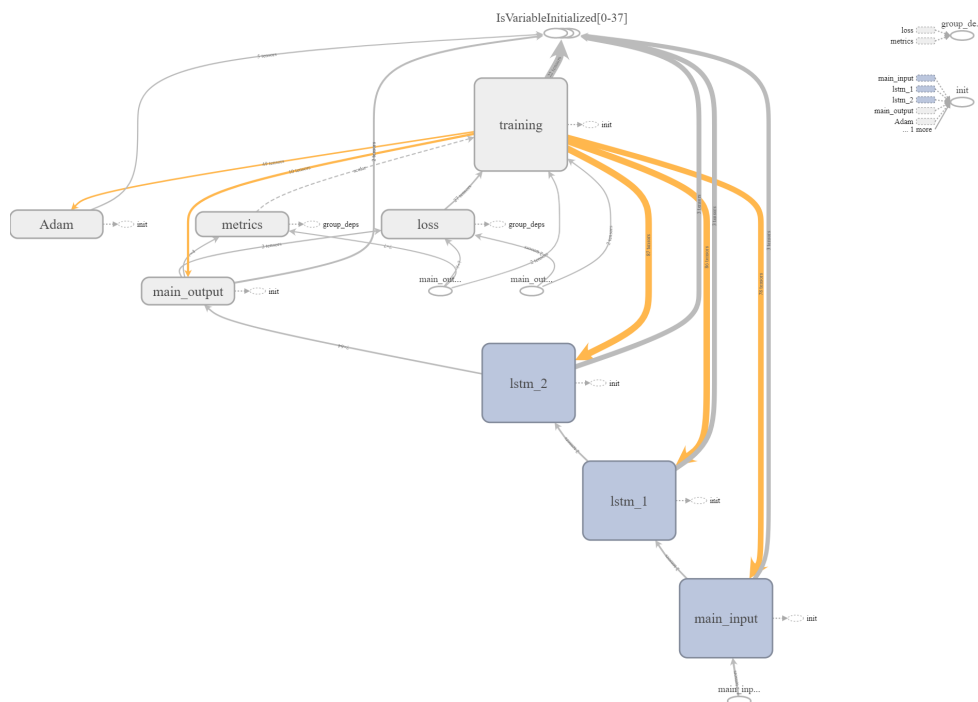 IsVariableInitialized[0-37]
training
init
Adam
init
metrics
group_deps
loss
group_deps
main_output
init
main_out...
main_out...
lstm_2
init
lstm_1
init
main_input
init
main_inp...
loss
metrics
group_de..
main_input
lstm_1
lstm_2
main_output
Adam
... 1 more
init